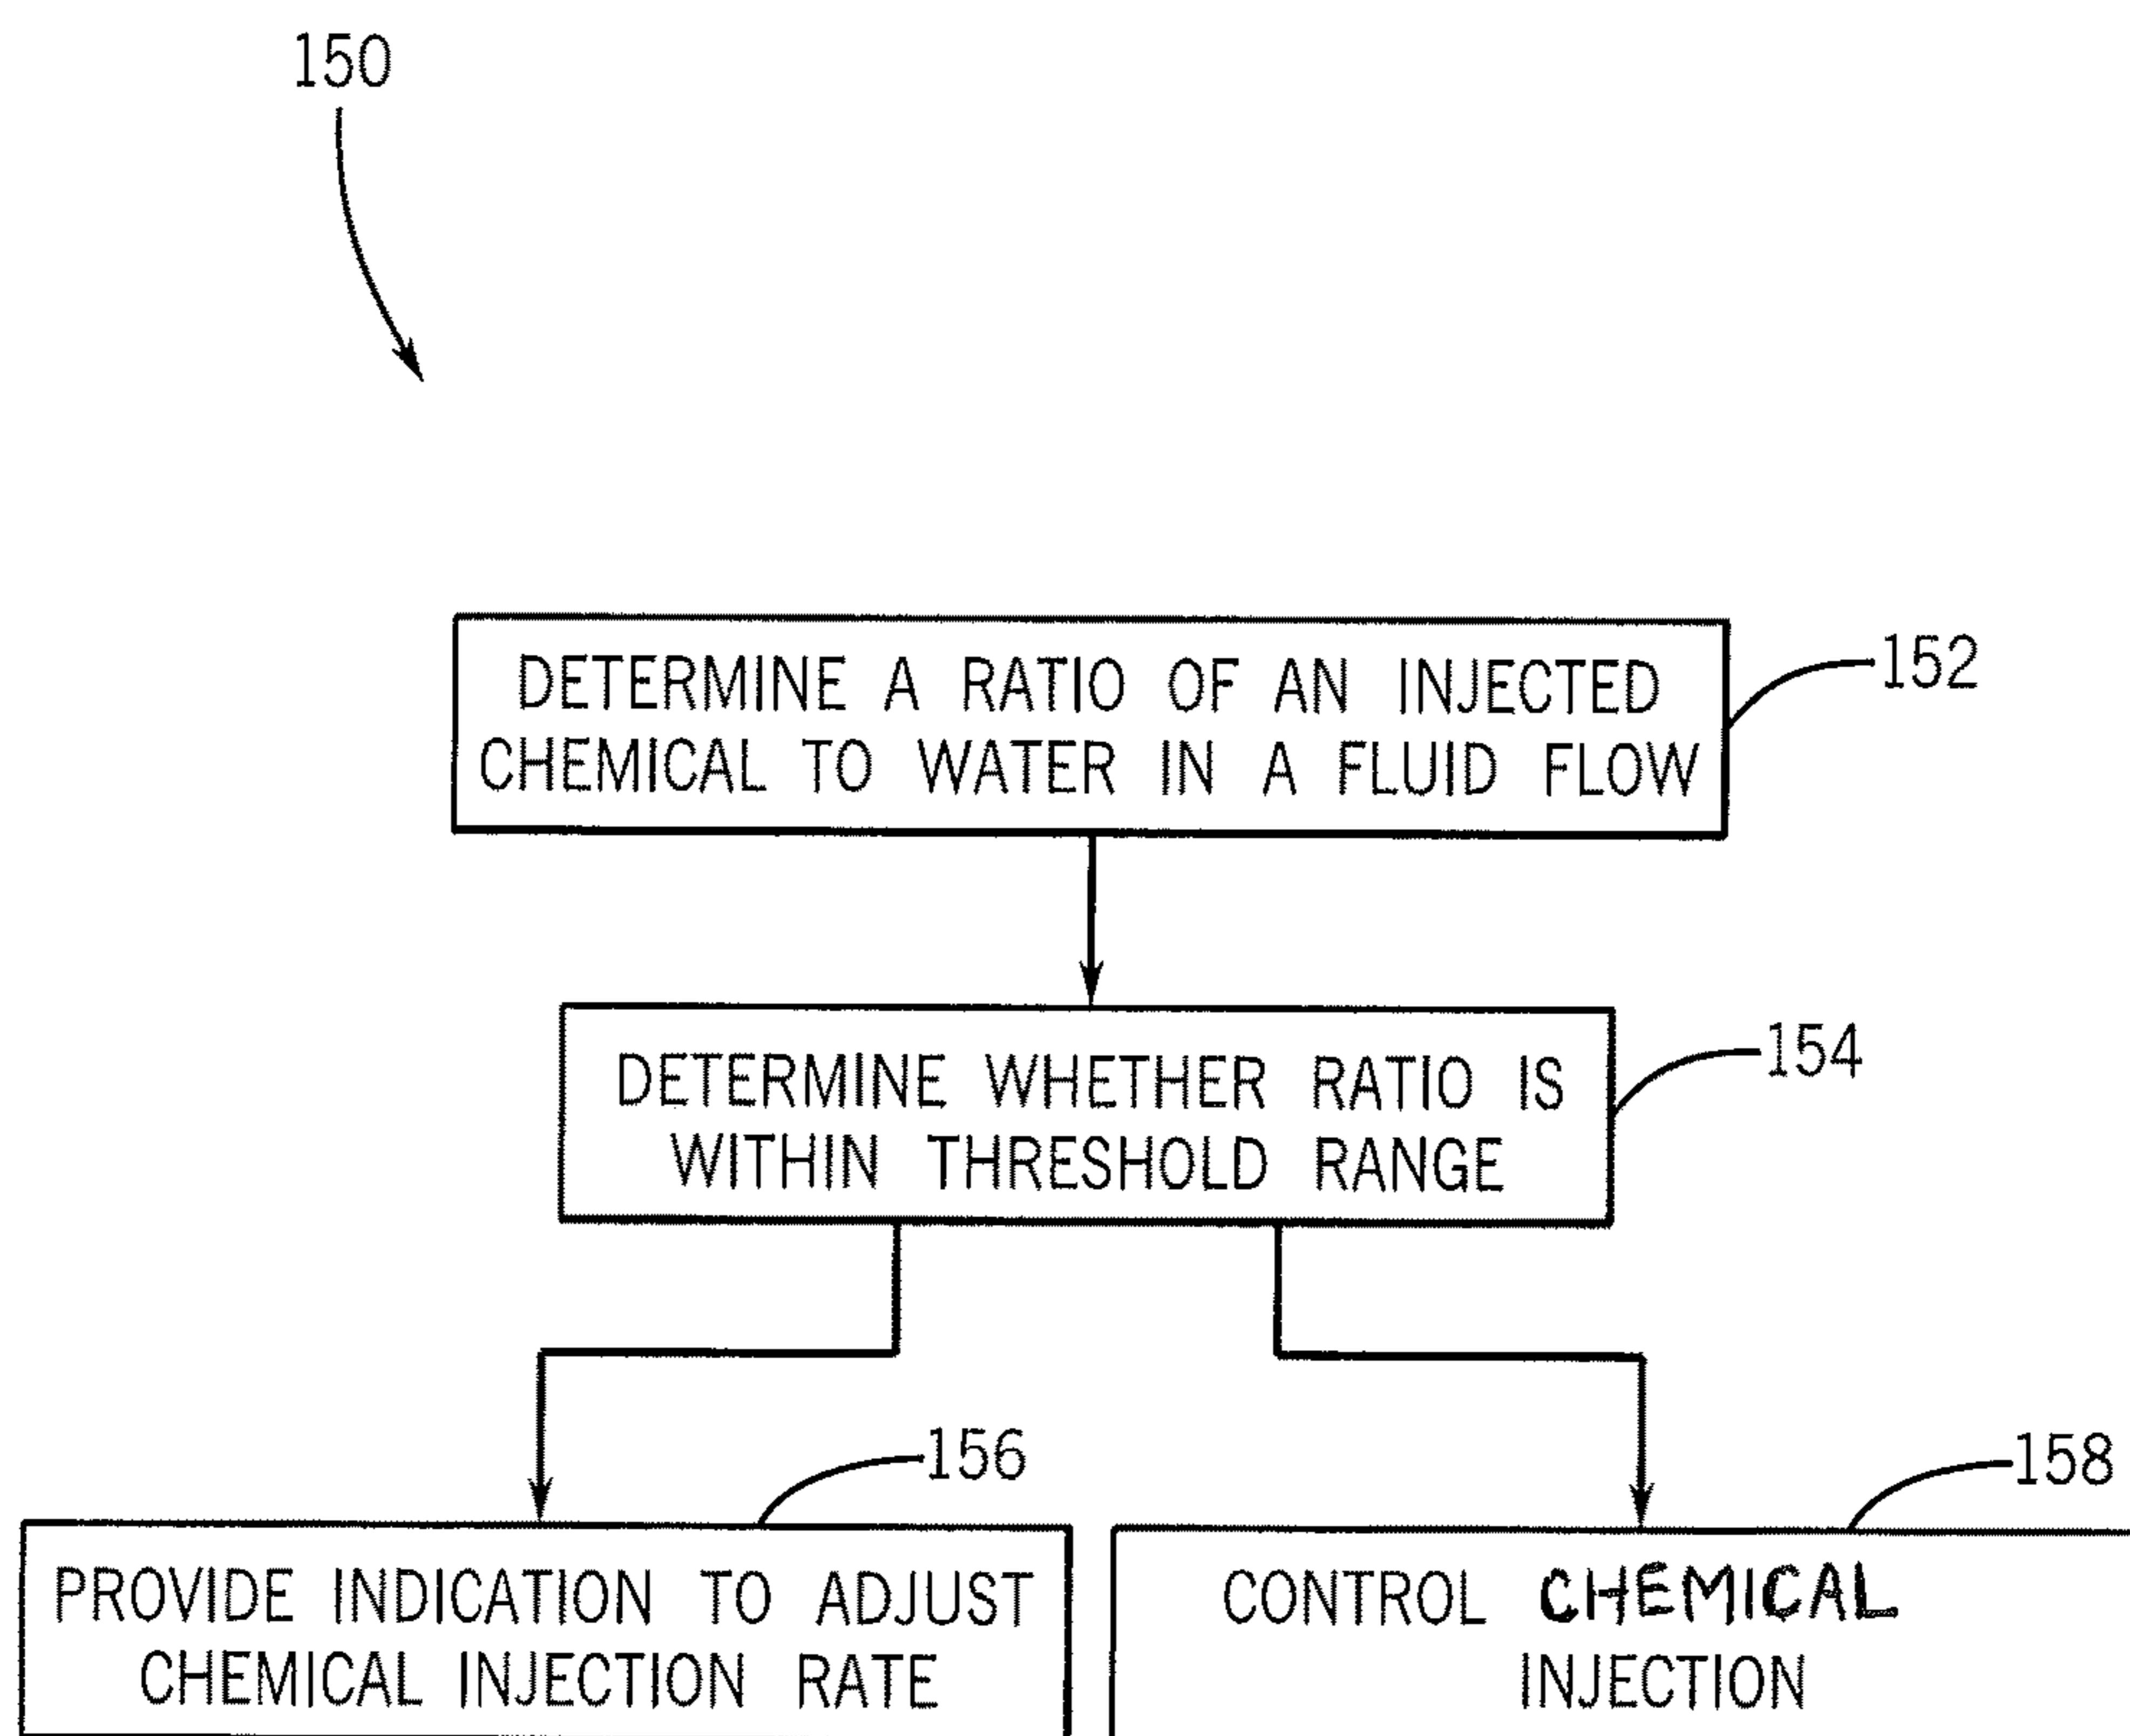 150
DETERMINE A RATIO OF AN INJECTED
CHEMICAL TO WATER IN A FLUID FLOW
152
DETERMINE WHETHER RATIO IS
WITHIN THRESHOLD RANGE
154
156
PROVIDE INDICATION TO ADJUST
CHEMICAL INJECTION RATE
158
CONTROL CHEMICAL
INJECTION